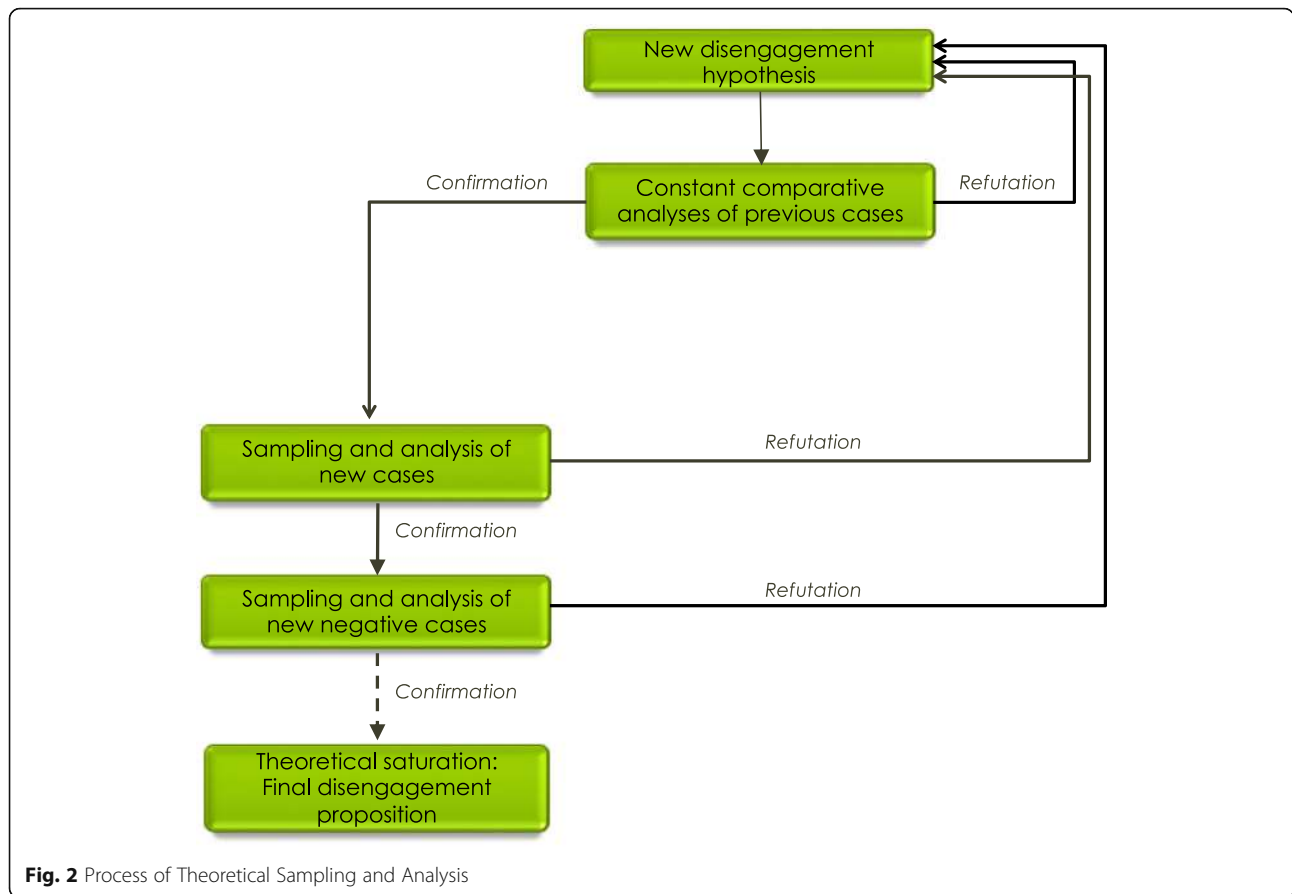 New disengagement
hypothesis
Confirmation
Constant comparative
analyses of previous cases
Refutation
Sampling and analysis of
new cases
Refutation
Confirmation
Sampling and analysis of
new negative cases
Refutation
Confirmation
Theoretical saturation:
Final disengagement
proposition
Fig. 2 Process of Theoretical Sampling and Analysis